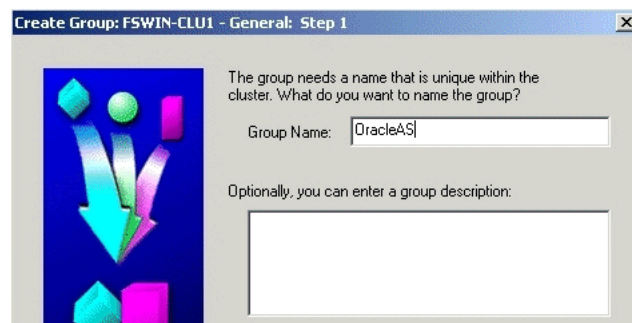 Create Group: FSWIN-CLU1 - General: Step 1
The group needs a name that is unique within the
cluster. What do you want to name the group?
Group Name: OracleAS
Optionally, you can enter a group description: